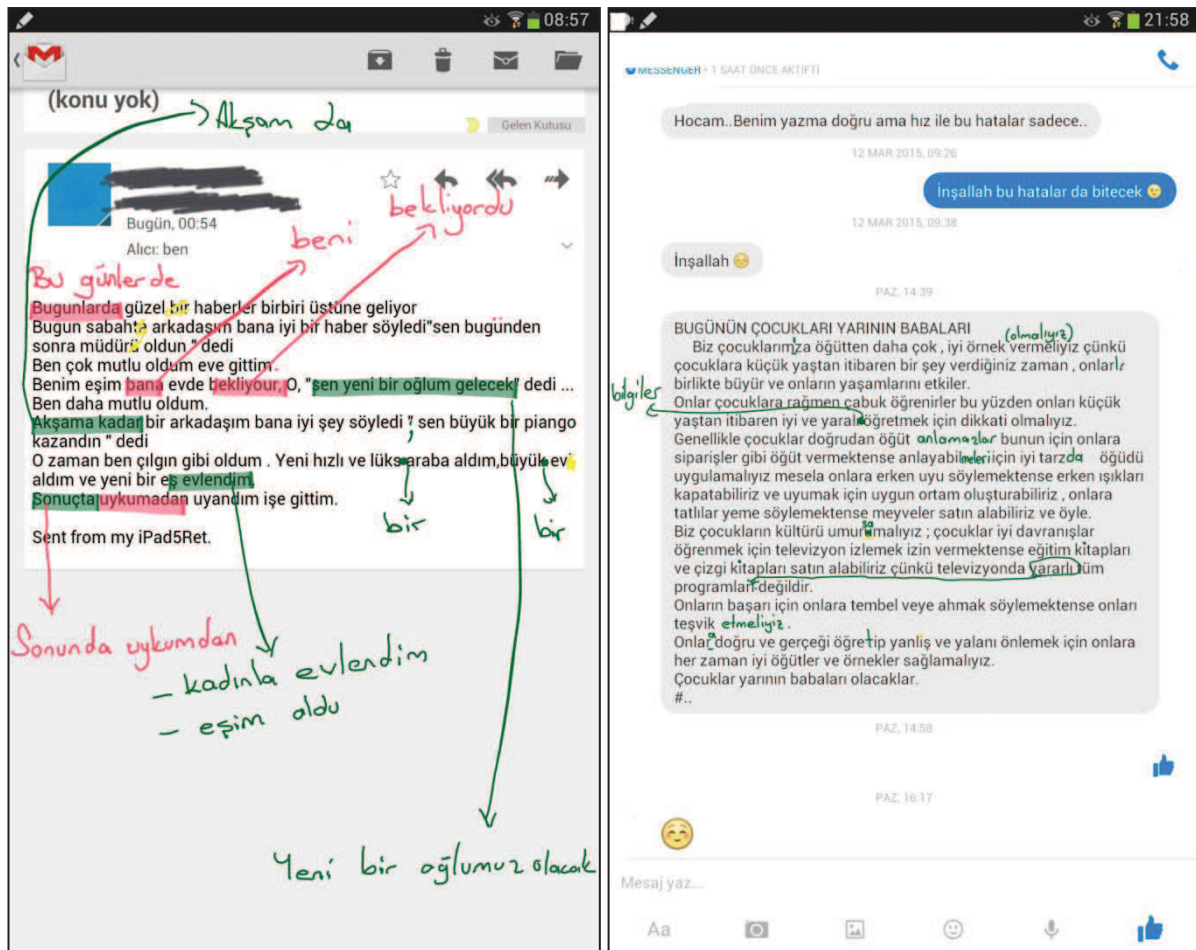 08:57
(konu yok)
Akşam da
Gelen Kutusu
bekliyordu
Bugün, 00:54
beni
Alıcı: ben
Bu günlerde
Bugunlarda güzel bir haberler birbiri üstüne geliyor
Bugun sabahte arkadaşım bana iyi bir haber söyledi"sen bugünden
sonra müdürü oldun " dedi
Ben çok mutlu oldum eve gittim
Benim eşim bana evde bekliyour, O, "sen yeni bir oğlum gelecek" dedi ...
Ben daha mutlu oldum.
Akşama kadar bir arkadaşım bana iyi şey söyledi " sen büyük bir piango
kazandın " dedi
O zaman ben çılgın gibi oldum . Yeni hızlı ve lüks araba aldım,büyük evi
aldım ve yeni bir eş evlendim.
Sonuçta uykumadan uyandım işe gittim.
bir
bir
Sent from my iPad5Ret.
Sonunda uykumdan
– kadınla evlendim
– eşim oldu
Yeni bir oğlumuz olacak
21:58
MESSENGER • 1 SAAT ÖNCE AKTİFTİ
Hocam..Benim yazma doğru ama hız ile bu hatalar sadece..
12 MAR 2015, 09:26
İnşallah bu hatalar da bitecek 😉
12 MAR 2015, 09:38
İnşallah ☺️
PAZ, 14:39
BUGÜNÜN ÇOCUKLARI YARININ BABALARI
(olmalıyız)
Biz çocuklarımıza öğütten daha çok , iyi örnek vermeliyiz çünkü
çocuklara küçük yaştan itibaren bir şey verdiğiniz zaman , onlarla
birlikte büyür ve onların yaşamlarını etkiler.
bilgiler
Onlar çocuklara rağmen çabuk öğrenirler bu yüzden onları küçük
yaştan itibaren iyi ve yaralı öğretmek için dikkati olmalıyız.
Genellikle çocuklar doğrudan öğüt anlamazlar bunun için onlara
siparişler gibi öğüt vermektense anlayabilmeleri için iyi tarzda öğüdü
uygulamalıyız mesela onlara erken uyu söylemektense erken ışıkları
kapatabiliriz ve uyumak için uygun ortam oluşturabiliriz , onlara
tatlılar yeme söylemektense meyveler satın alabiliriz ve öyle.
Biz çocukların kültürü umursamalıyız ; çocuklar iyi davranışlar
öğrenmek için televizyon izlemek izin vermektense eğitim kitapları
ve çizgi kitapları satın alabiliriz çünkü televizyonda yararlı tüm
programları değildir.
Onların başarı için onlara tembel veye ahmak söylemektense onları
teşvik etmeliyiz.
Onlara doğru ve gerçeği öğretip yanlış ve yalanı önlemek için onlara
her zaman iyi öğütler ve örnekler sağlamalıyız.
Çocuklar yarının babaları olacaklar.
#..
PAZ, 14:58
PAZ, 16:17
Mesaj yaz...
Aa